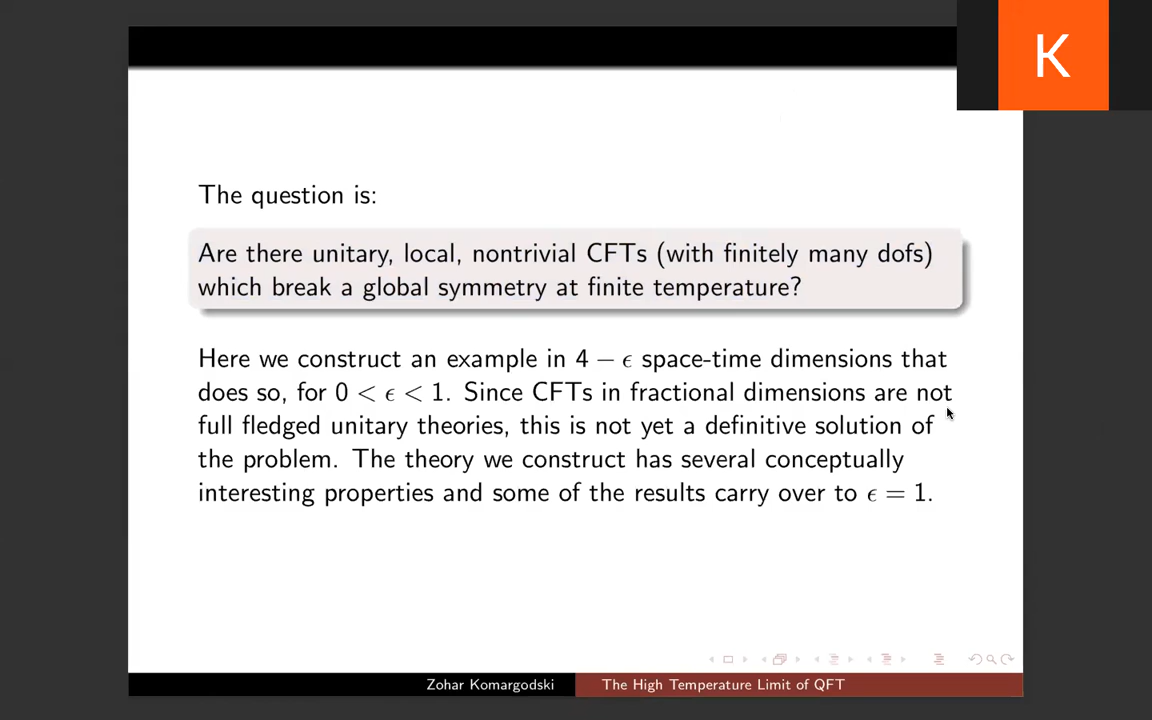 K
The question is:
Are there unitary, local, nontrivial CFTs (with finitely many dofs)
which break a global symmetry at finite temperature?
Here we construct an example in 4 − ϵ space-time dimensions that
does so, for 0 < ϵ < 1. Since CFTs in fractional dimensions are not
full fledged unitary theories, this is not yet a definitive solution of
the problem. The theory we construct has several conceptually
interesting properties and some of the results carry over to ϵ = 1.
Zohar Komargodski
The High Temperature Limit of QFT